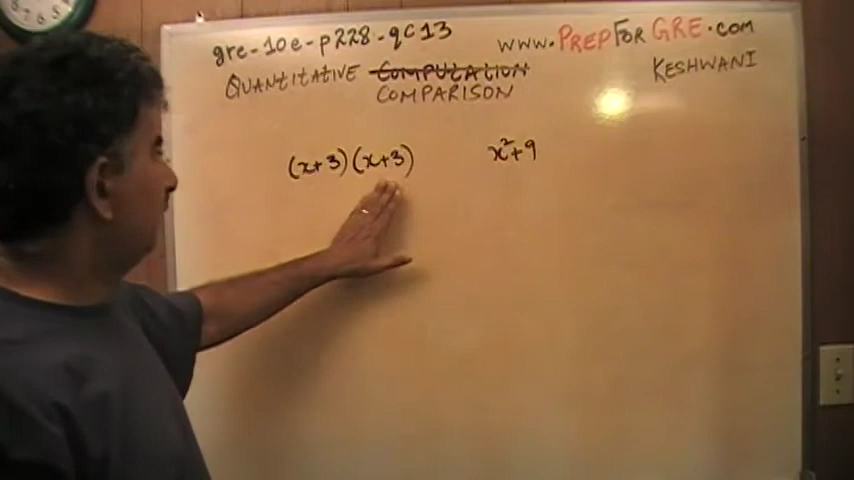 gre-10e-p228-qc13
www.PREPFORGRE.com
QUANTITATIVE COMPUTATION
COMPARISON
KESHWANI
(x+3)(x+3)
x²+9